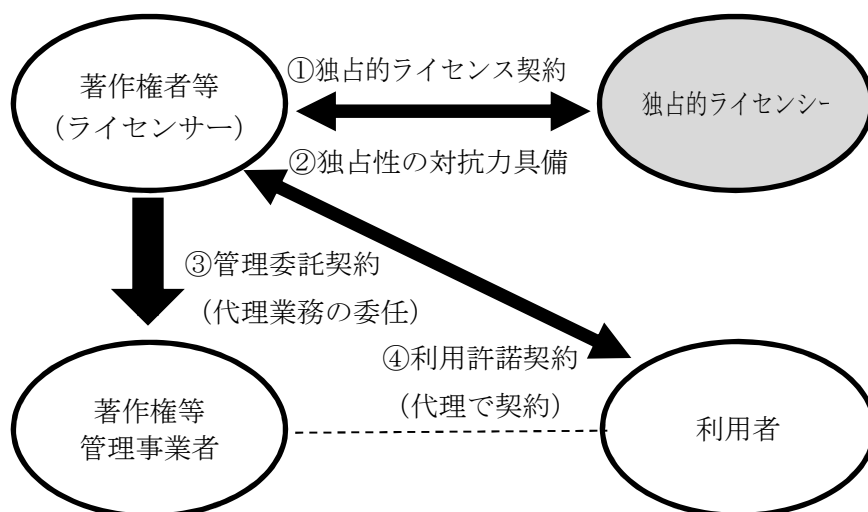 著作権者等
(ライセンサー)
①独占的ライセンス契約
独占的ライセンシー
②独占性の対抗力具備
③管理委託契約
(代理業務の委任)
④利用許諾契約
(代理で契約)
著作権等
管理事業者
利用者